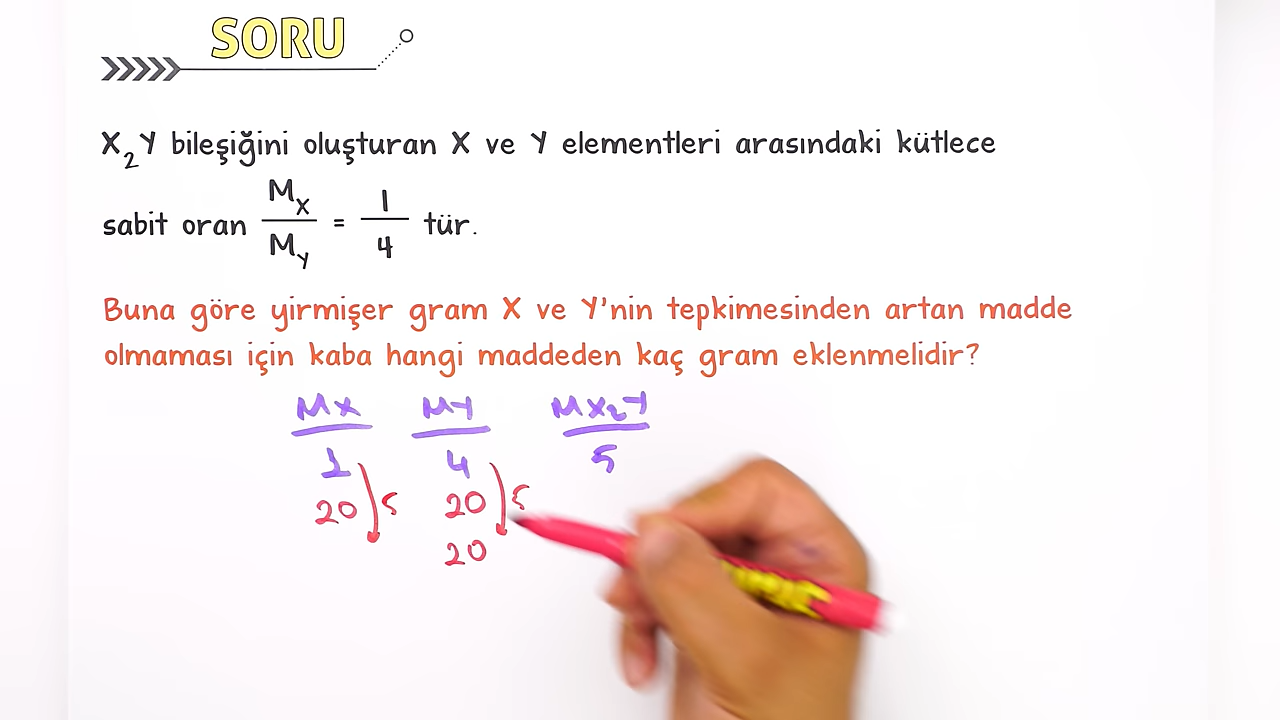 SORU
X₂Y bileşiğini oluşturan X ve Y elementleri arasındaki kütlece
sabit oran Mx/My = 1/4 tür.
Buna göre yirmişer gram X ve Y'nin tepkimesinden artan madde
olmaması için kaba hangi maddeden kaç gram eklenmelidir?
MX MY MX₂Y
1 4 5
20 5 20 5
20